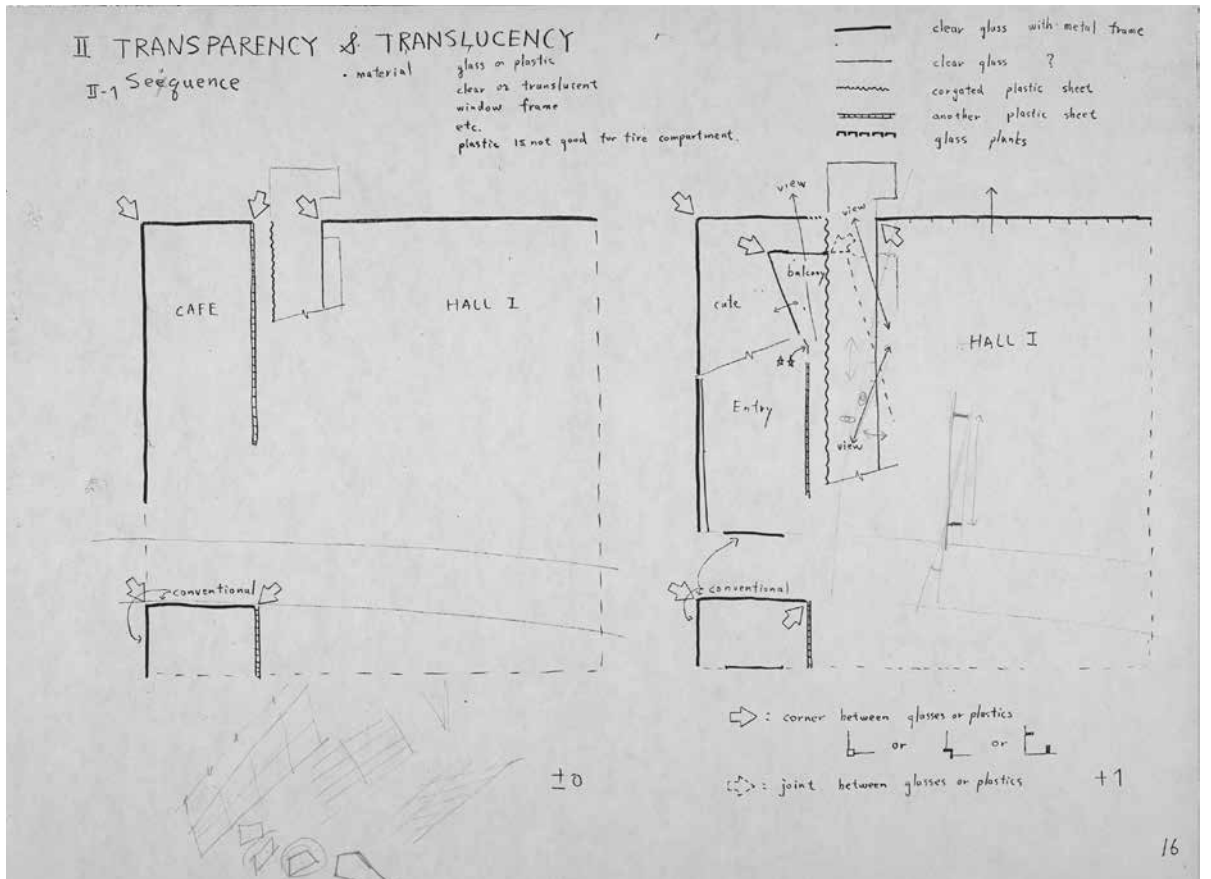 II TRANSPARENCY & TRANSLUCENCY
II-1 Seequence
· material
glass or plastic
clear or translucent
window frame
etc.
plastic is not good for fire compartment.
clear glass with metal frame
clear glass ?
corgated plastic sheet
another plastic sheet
glass planks
CAFE
HALL I
conventional
±0
view
view
balcony
cafe
HALL I
☆☆
Entry
view
conventional
: corner between glasses or plastics
or or
: joint between glosses or plastics
+1
16